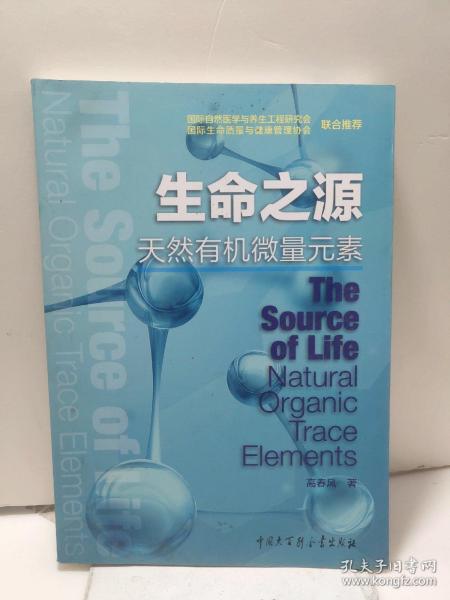 国际自然医学与养生工程研究会
国际生命质量与健康管理协会
联合推荐
生命之源
天然有机微量元素
The
Source
of Life
Natural
Organic
Trace
Elements
高春凤 著
中国大百科全书出版社
The Source of Life
Natural Organic Trace Elements
孔夫子旧书网
kongfz.com